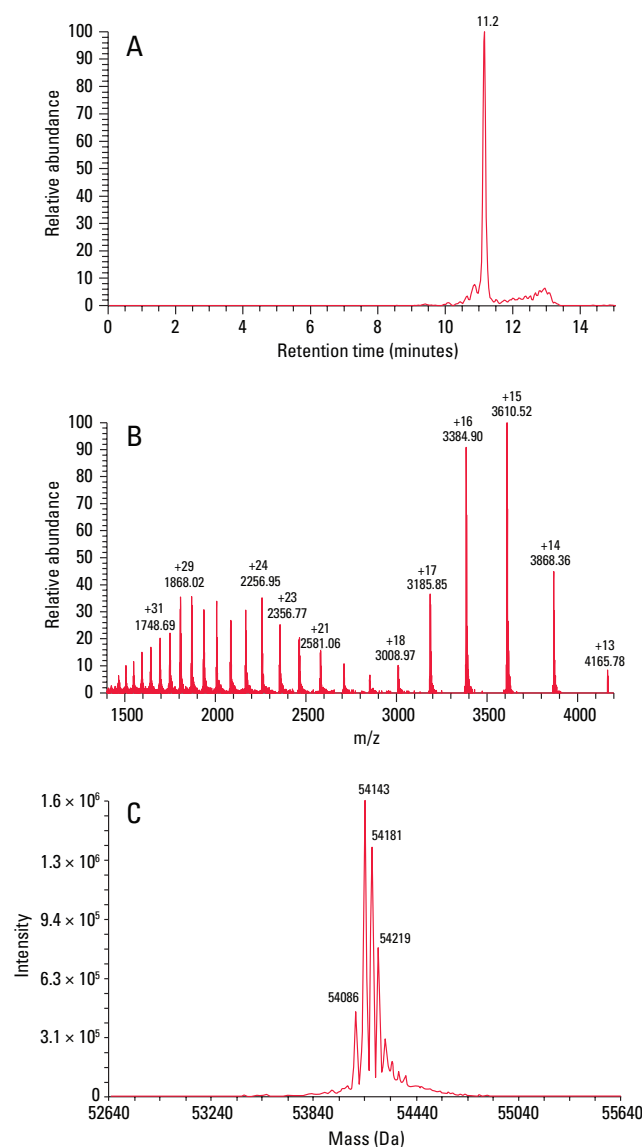 A
11.2
Relative abundance
100
90
80
70
60
50
40
30
20
10
0
0 2 4 6 8 10 12 14
Retention time (minutes)
B
+15
3610.52
+16
3384.90
+14
3868.36
+29
1868.02
+24
2256.95
+17
3185.85
+31
1748.69
+23
2356.77
+21
2581.06
+18
3008.97
+13
4165.78
Relative abundance
100
90
80
70
60
50
40
30
20
10
0
1500 2000 2500 3000 3500 4000
m/z
C
54143
54181
54219
54086
Intensity
1.6 × 10⁶
1.3 × 10⁶
9.4 × 10⁵
6.3 × 10⁵
3.1 × 10⁵
0
52640 53240 53840 54440 55040 55640
Mass (Da)